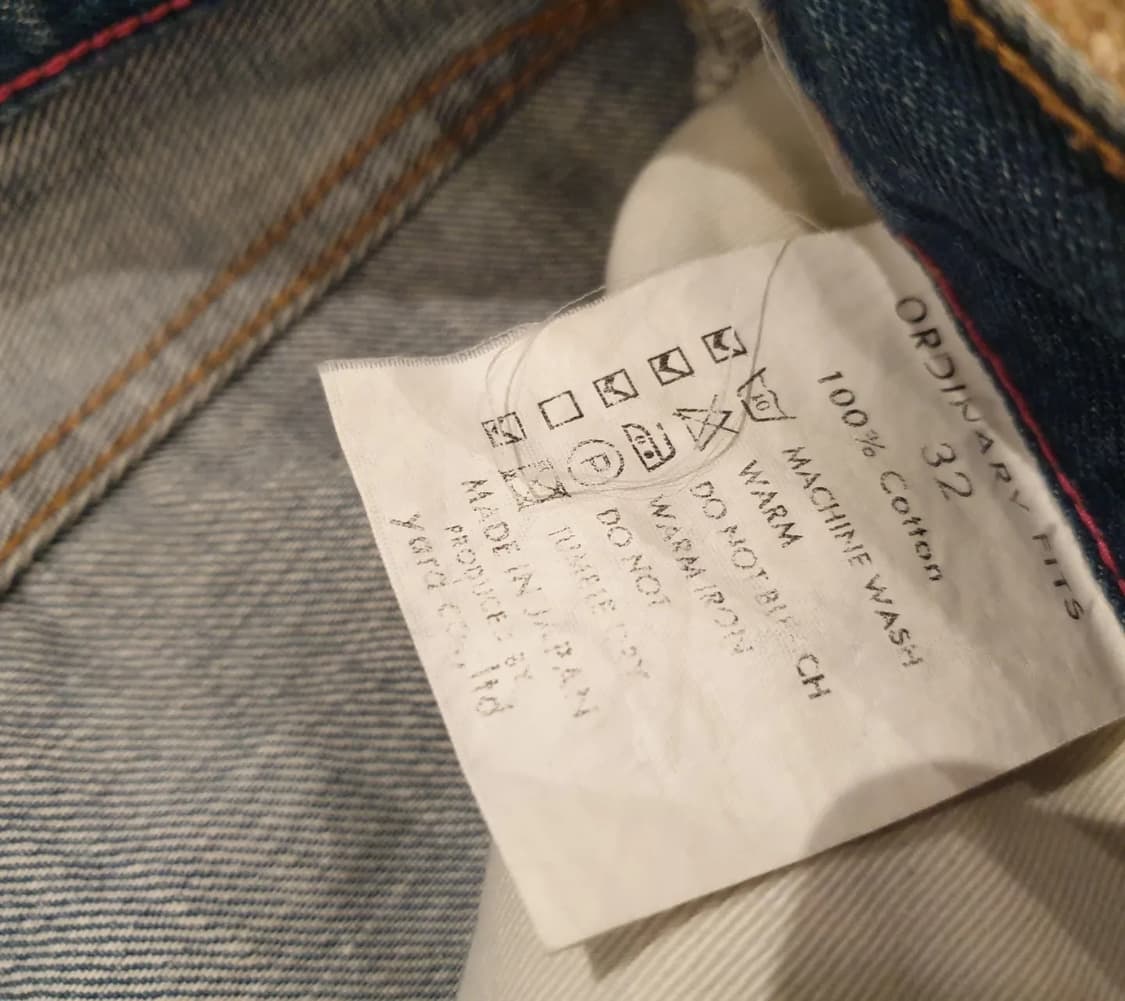 ORDINARY FITS
32
100% Cotton
MACHINE WASH
WARM
DO NOT BLEACH
WARM IRON
DO NOT
TUMBLE DRY
MADE IN JAPAN
PRODUCED BY
yard Co., ltd
P